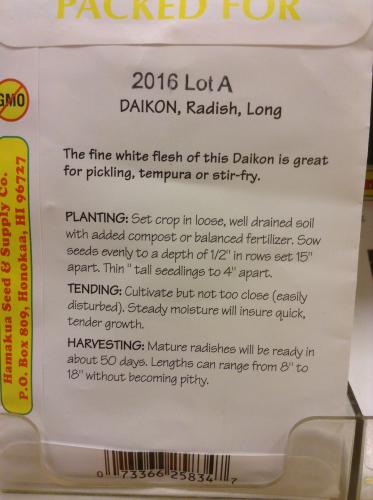 PACKED FOR
2016 Lot A
DAIKON, Radish, Long
The fine white flesh of this Daikon is great
for pickling, tempura or stir-fry.
PLANTING: Set crop in loose, well drained soil
with added compost or balanced fertilizer. Sow
seeds evenly to a depth of 1/2" in rows set 15"
apart. Thin " tall seedlings to 4" apart.
TENDING: Cultivate but not too close (easily
disturbed). Steady moisture will insure quick,
tender growth.
HARVESTING: Mature radishes will be ready in
about 50 days. Lengths can range from 8" to
18" without becoming pithy.
GMO
Hamakua Seed & Supply Co.
P.O. Box 809, Honokaa, HI 96727
0 73366 25834 7